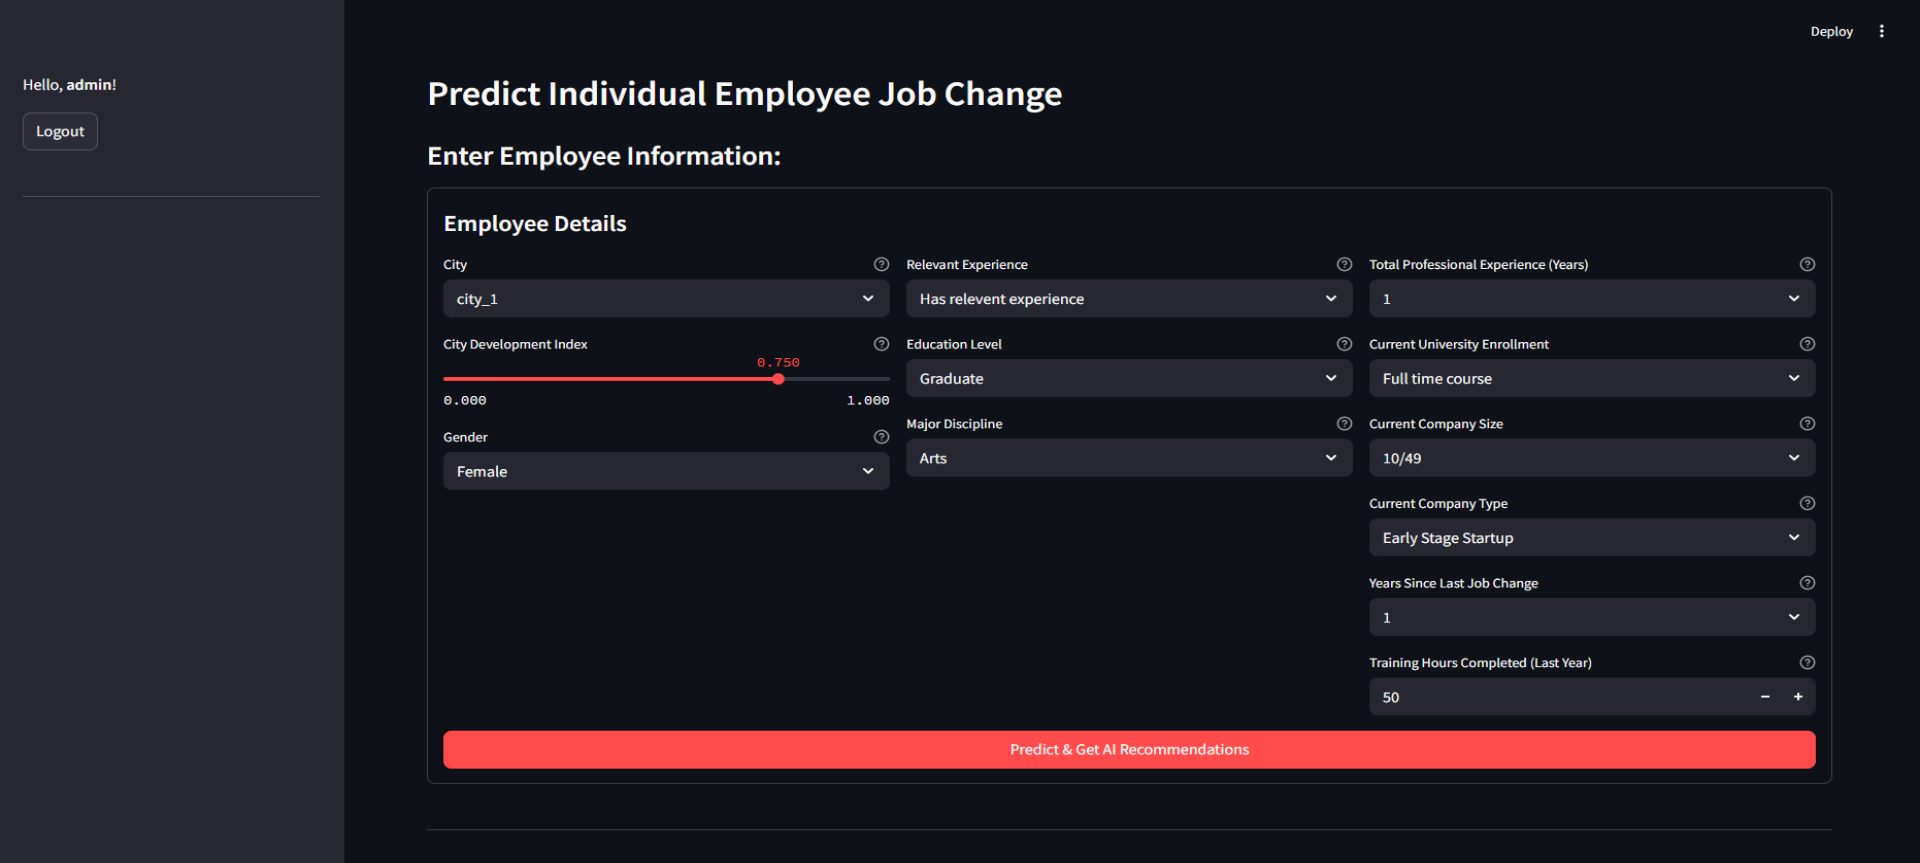 Deploy
Hello, admin!
Logout
Predict Individual Employee Job Change
Enter Employee Information:
Employee Details
City
city_1
City Development Index
0.750
0.000 1.000
Gender
Female
Relevant Experience
Has relevent experience
Education Level
Graduate
Major Discipline
Arts
Total Professional Experience (Years)
1
Current University Enrollment
Full time course
Current Company Size
10/49
Current Company Type
Early Stage Startup
Years Since Last Job Change
1
Training Hours Completed (Last Year)
50
Predict & Get AI Recommendations